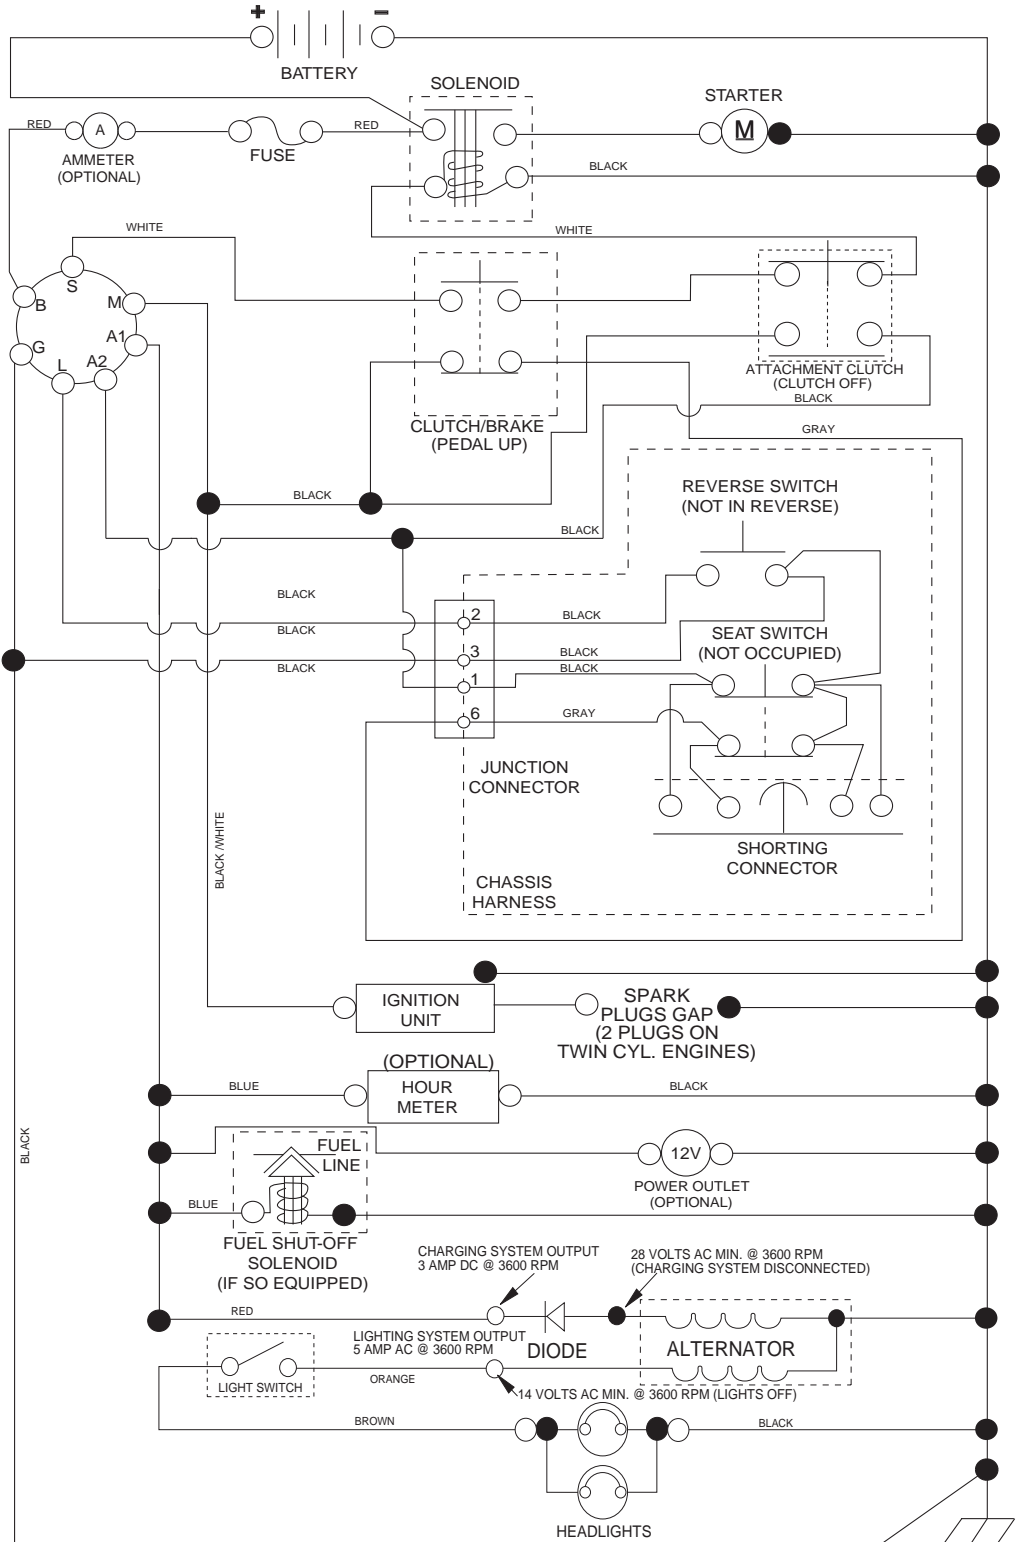 + −
BATTERY
SOLENOID
STARTER
RED
A
RED
M
AMMETER
(OPTIONAL)
FUSE
BLACK
WHITE
WHITE
S
B
M
A1
G
L
A2
ATTACHMENT CLUTCH
(CLUTCH OFF)
BLACK
CLUTCH/BRAKE
(PEDAL UP)
GRAY
REVERSE SWITCH
(NOT IN REVERSE)
BLACK
BLACK
BLACK
2
BLACK
BLACK
SEAT SWITCH
(NOT OCCUPIED)
3
BLACK
BLACK
BLACK
1
6
GRAY
JUNCTION
CONNECTOR
BLACK/WHITE
SHORTING
CONNECTOR
CHASSIS
HARNESS
IGNITION
UNIT
SPARK
PLUGS GAP
(2 PLUGS ON
TWIN CYL. ENGINES)
(OPTIONAL)
BLUE
HOUR
METER
BLACK
BLACK
FUEL
LINE
12V
POWER OUTLET
(OPTIONAL)
BLUE
FUEL SHUT-OFF
SOLENOID
(IF SO EQUIPPED)
CHARGING SYSTEM OUTPUT
3 AMP DC @ 3600 RPM
28 VOLTS AC MIN. @ 3600 RPM
(CHARGING SYSTEM DISCONNECTED)
RED
LIGHTING SYSTEM OUTPUT
5 AMP AC @ 3600 RPM
DIODE
ALTERNATOR
LIGHT SWITCH
ORANGE
14 VOLTS AC MIN. @ 3600 RPM (LIGHTS OFF)
BROWN
BLACK
HEADLIGHTS